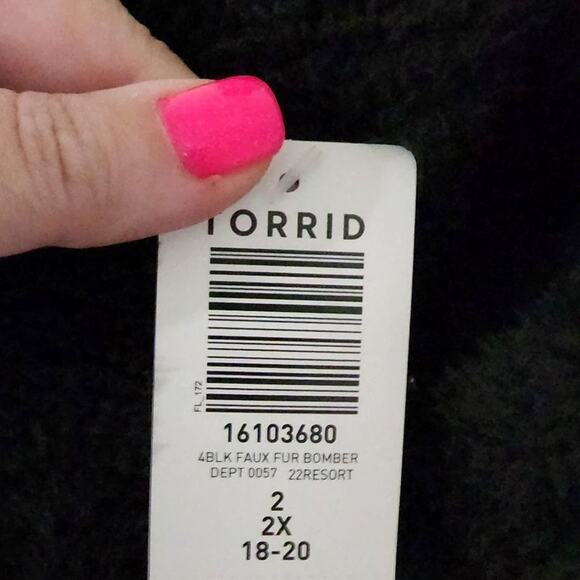 TORRID
FL_172
16103680
4BLK FAUX FUR BOMBER
DEPT 0057 22RESORT
2
2X
18-20